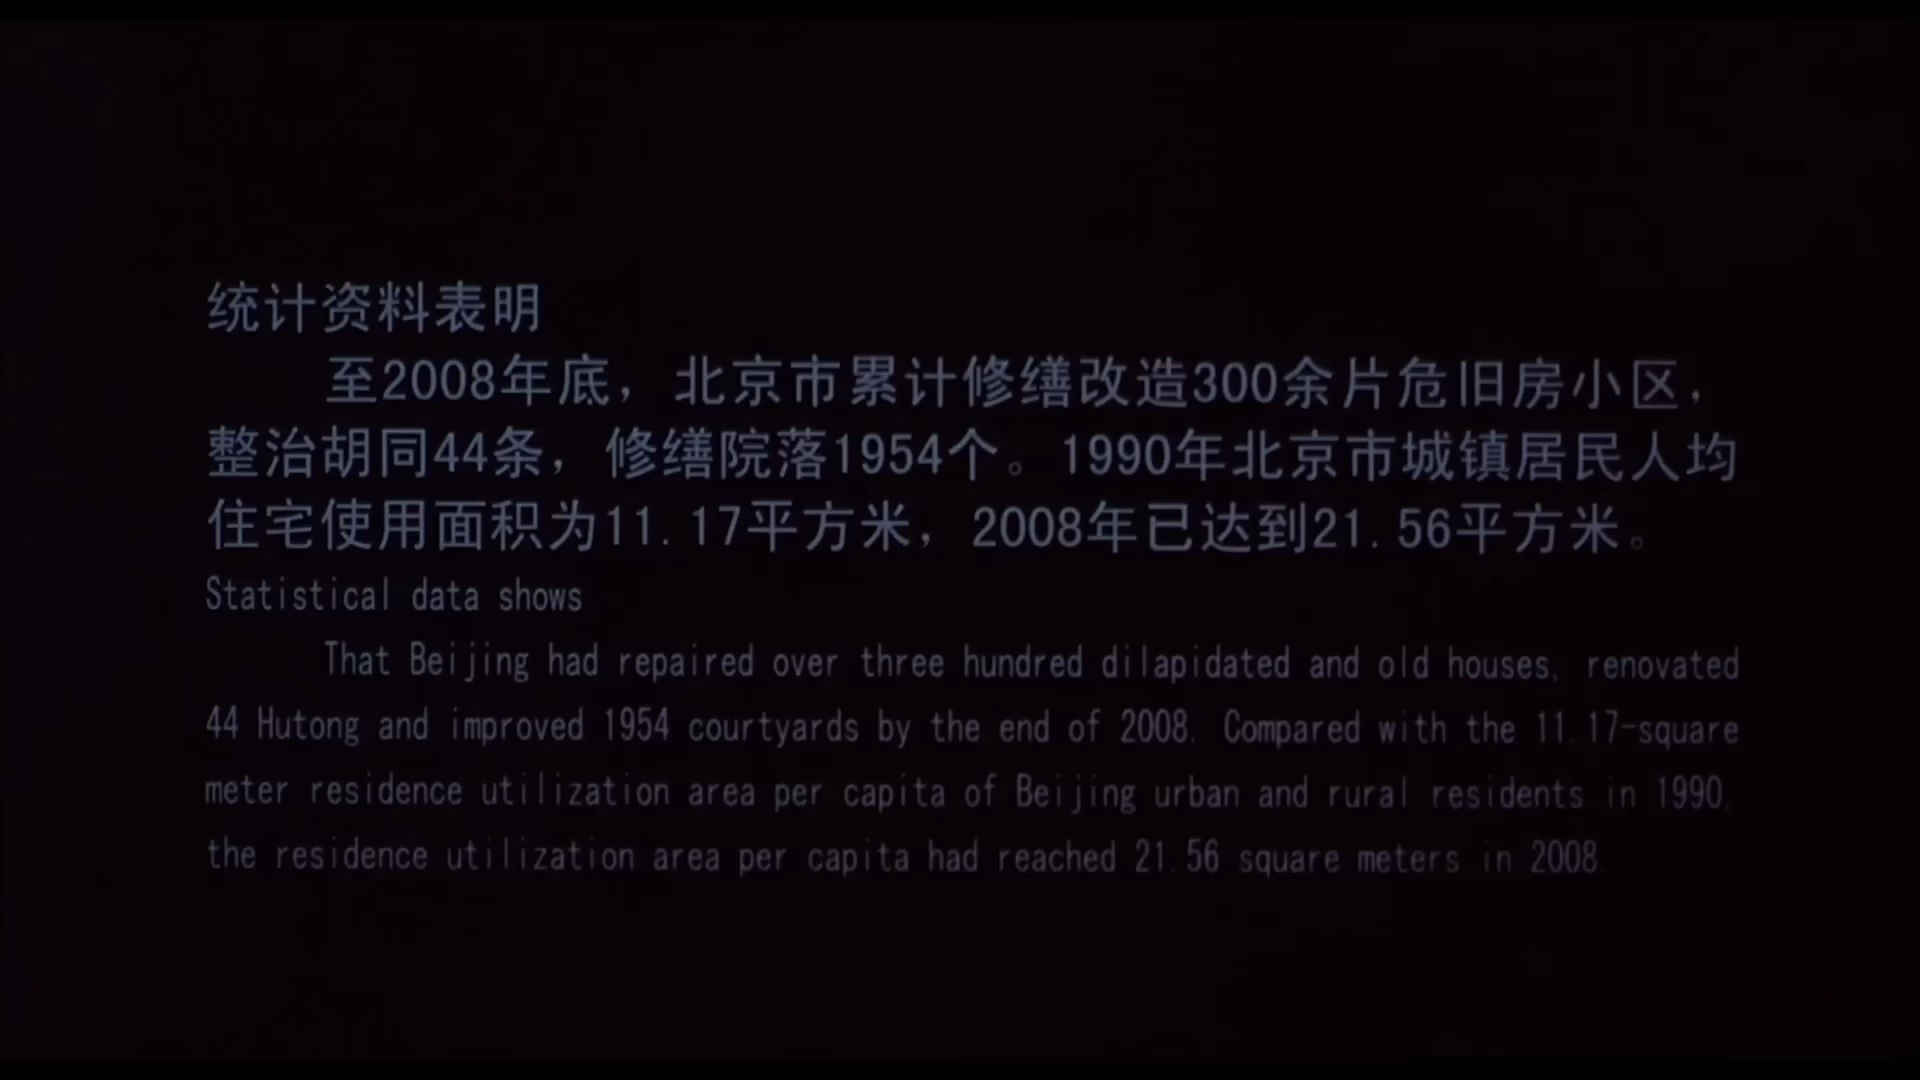 统计资料表明
至2008年底，北京市累计修缮改造300余片危旧房小区，
整治胡同44条，修缮院落1954个。1990年北京市城镇居民人均
住宅使用面积为11.17平方米，2008年已达到21.56平方米。
Statistical data shows
That Beijing had repaired over three hundred dilapidated and old houses, renovated
44 Hutong and improved 1954 courtyards by the end of 2008. Compared with the 11.17-square
meter residence utilization area per capita of Beijing urban and rural residents in 1990,
the residence utilization area per capita had reached 21.56 square meters in 2008.